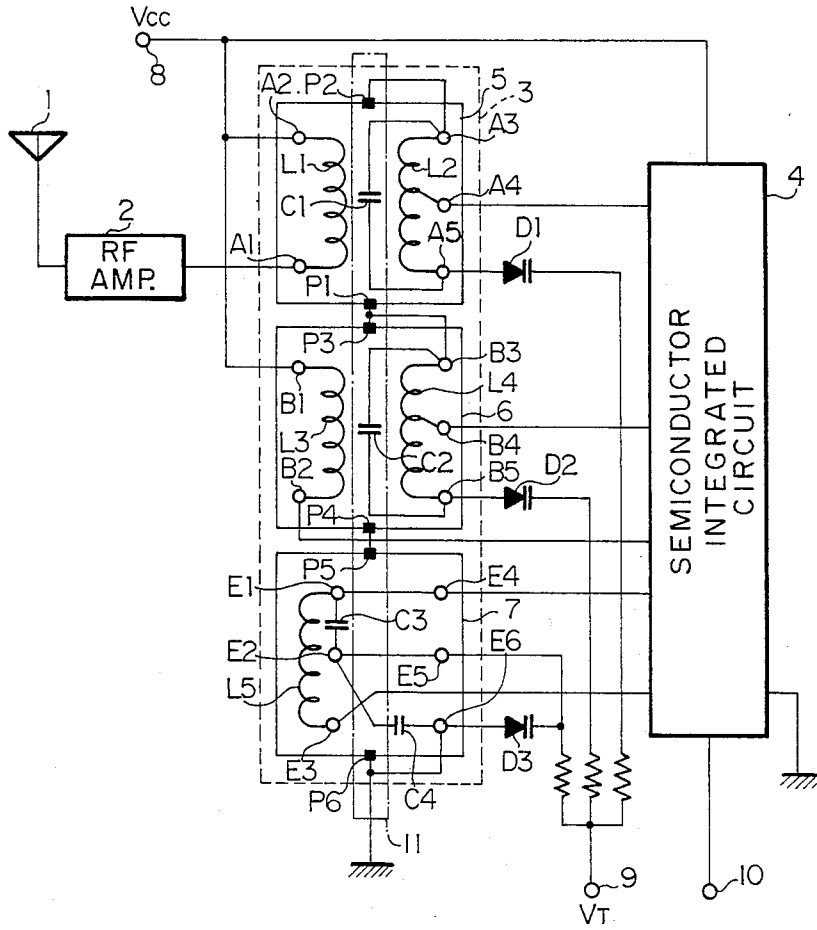 Vcc
8
1
2
RF
AMP.
A1
A2.P2
5
3
A3
L1
L2
C1
A4
A5
D1
P1
P3
B3
L4
B1
6
L3
B4
B2
C2
B5
D2
P4
P5
E1
E4
C3
7
E2
E5
E6
L5
E3
D3
P6
C4
11
4
SEMICONDUCTOR
INTEGRATED
CIRCUIT
9
VT
10